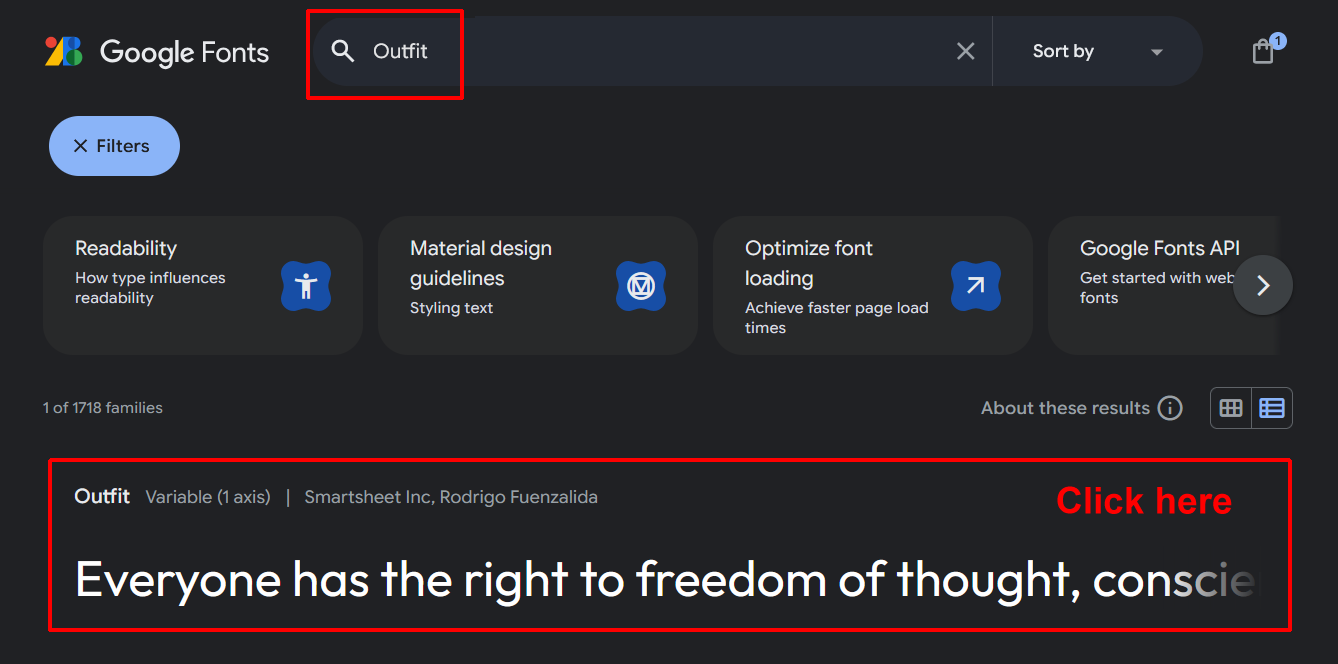 Google Fonts
Outfit
Sort by
1
Filters
Readability
How type influences
readability
Material design
guidelines
Styling text
Optimize font
loading
Achieve faster page load
times
Google Fonts API
Get started with web
fonts
1 of 1718 families
About these results
Outfit Variable (1 axis) | Smartsheet Inc, Rodrigo Fuenzalida
Click here
Everyone has the right to freedom of thought, conscie